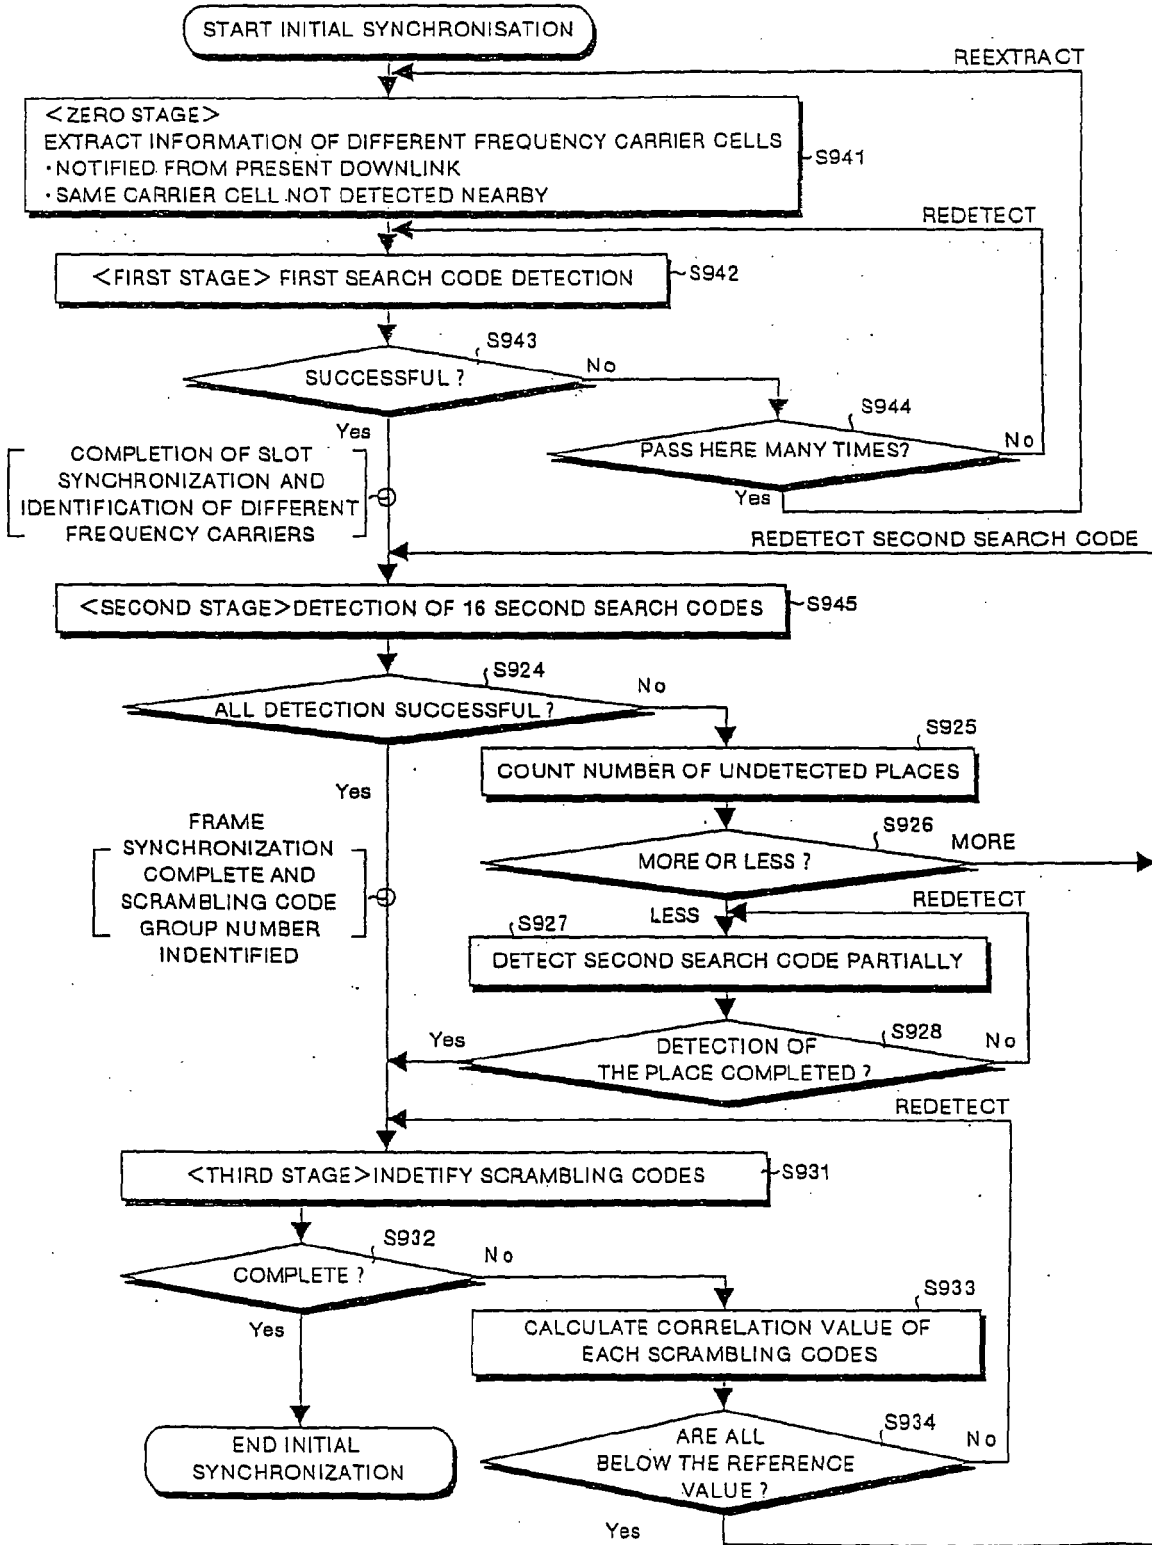 START INITIAL SYNCHRONISATION
REEXTRACT
<ZERO STAGE>
EXTRACT INFORMATION OF DIFFERENT FREQUENCY CARRIER CELLS
・NOTIFIED FROM PRESENT DOWNLINK
・SAME CARRIER CELL NOT DETECTED NEARBY
S941
REDETECT
<FIRST STAGE> FIRST SEARCH CODE DETECTION
S942
S943
SUCCESSFUL ?
No
S944
PASS HERE MANY TIMES?
No
Yes
Yes
COMPLETION OF SLOT
SYNCHRONIZATION AND
IDENTIFICATION OF DIFFERENT
FREQUENCY CARRIERS
REDETECT SECOND SEARCH CODE
<SECOND STAGE>DETECTION OF 16 SECOND SEARCH CODES
S945
S924
ALL DETECTION SUCCESSFUL ?
No
S925
COUNT NUMBER OF UNDETECTED PLACES
Yes
FRAME
SYNCHRONIZATION
COMPLETE AND
SCRAMBLING CODE
GROUP NUMBER
INDENTIFIED
S926
MORE OR LESS ?
MORE
LESS
REDETECT
S927
DETECT SECOND SEARCH CODE PARTIALLY
S928
DETECTION OF
THE PLACE COMPLETED ?
Yes
No
REDETECT
<THIRD STAGE>INDETIFY SCRAMBLING CODES
S931
S932
COMPLETE ?
No
Yes
S933
CALCULATE CORRELATION VALUE OF
EACH SCRAMBLING CODES
S934
ARE ALL
BELOW THE REFERENCE
VALUE ?
No
Yes
END INITIAL
SYNCHRONIZATION